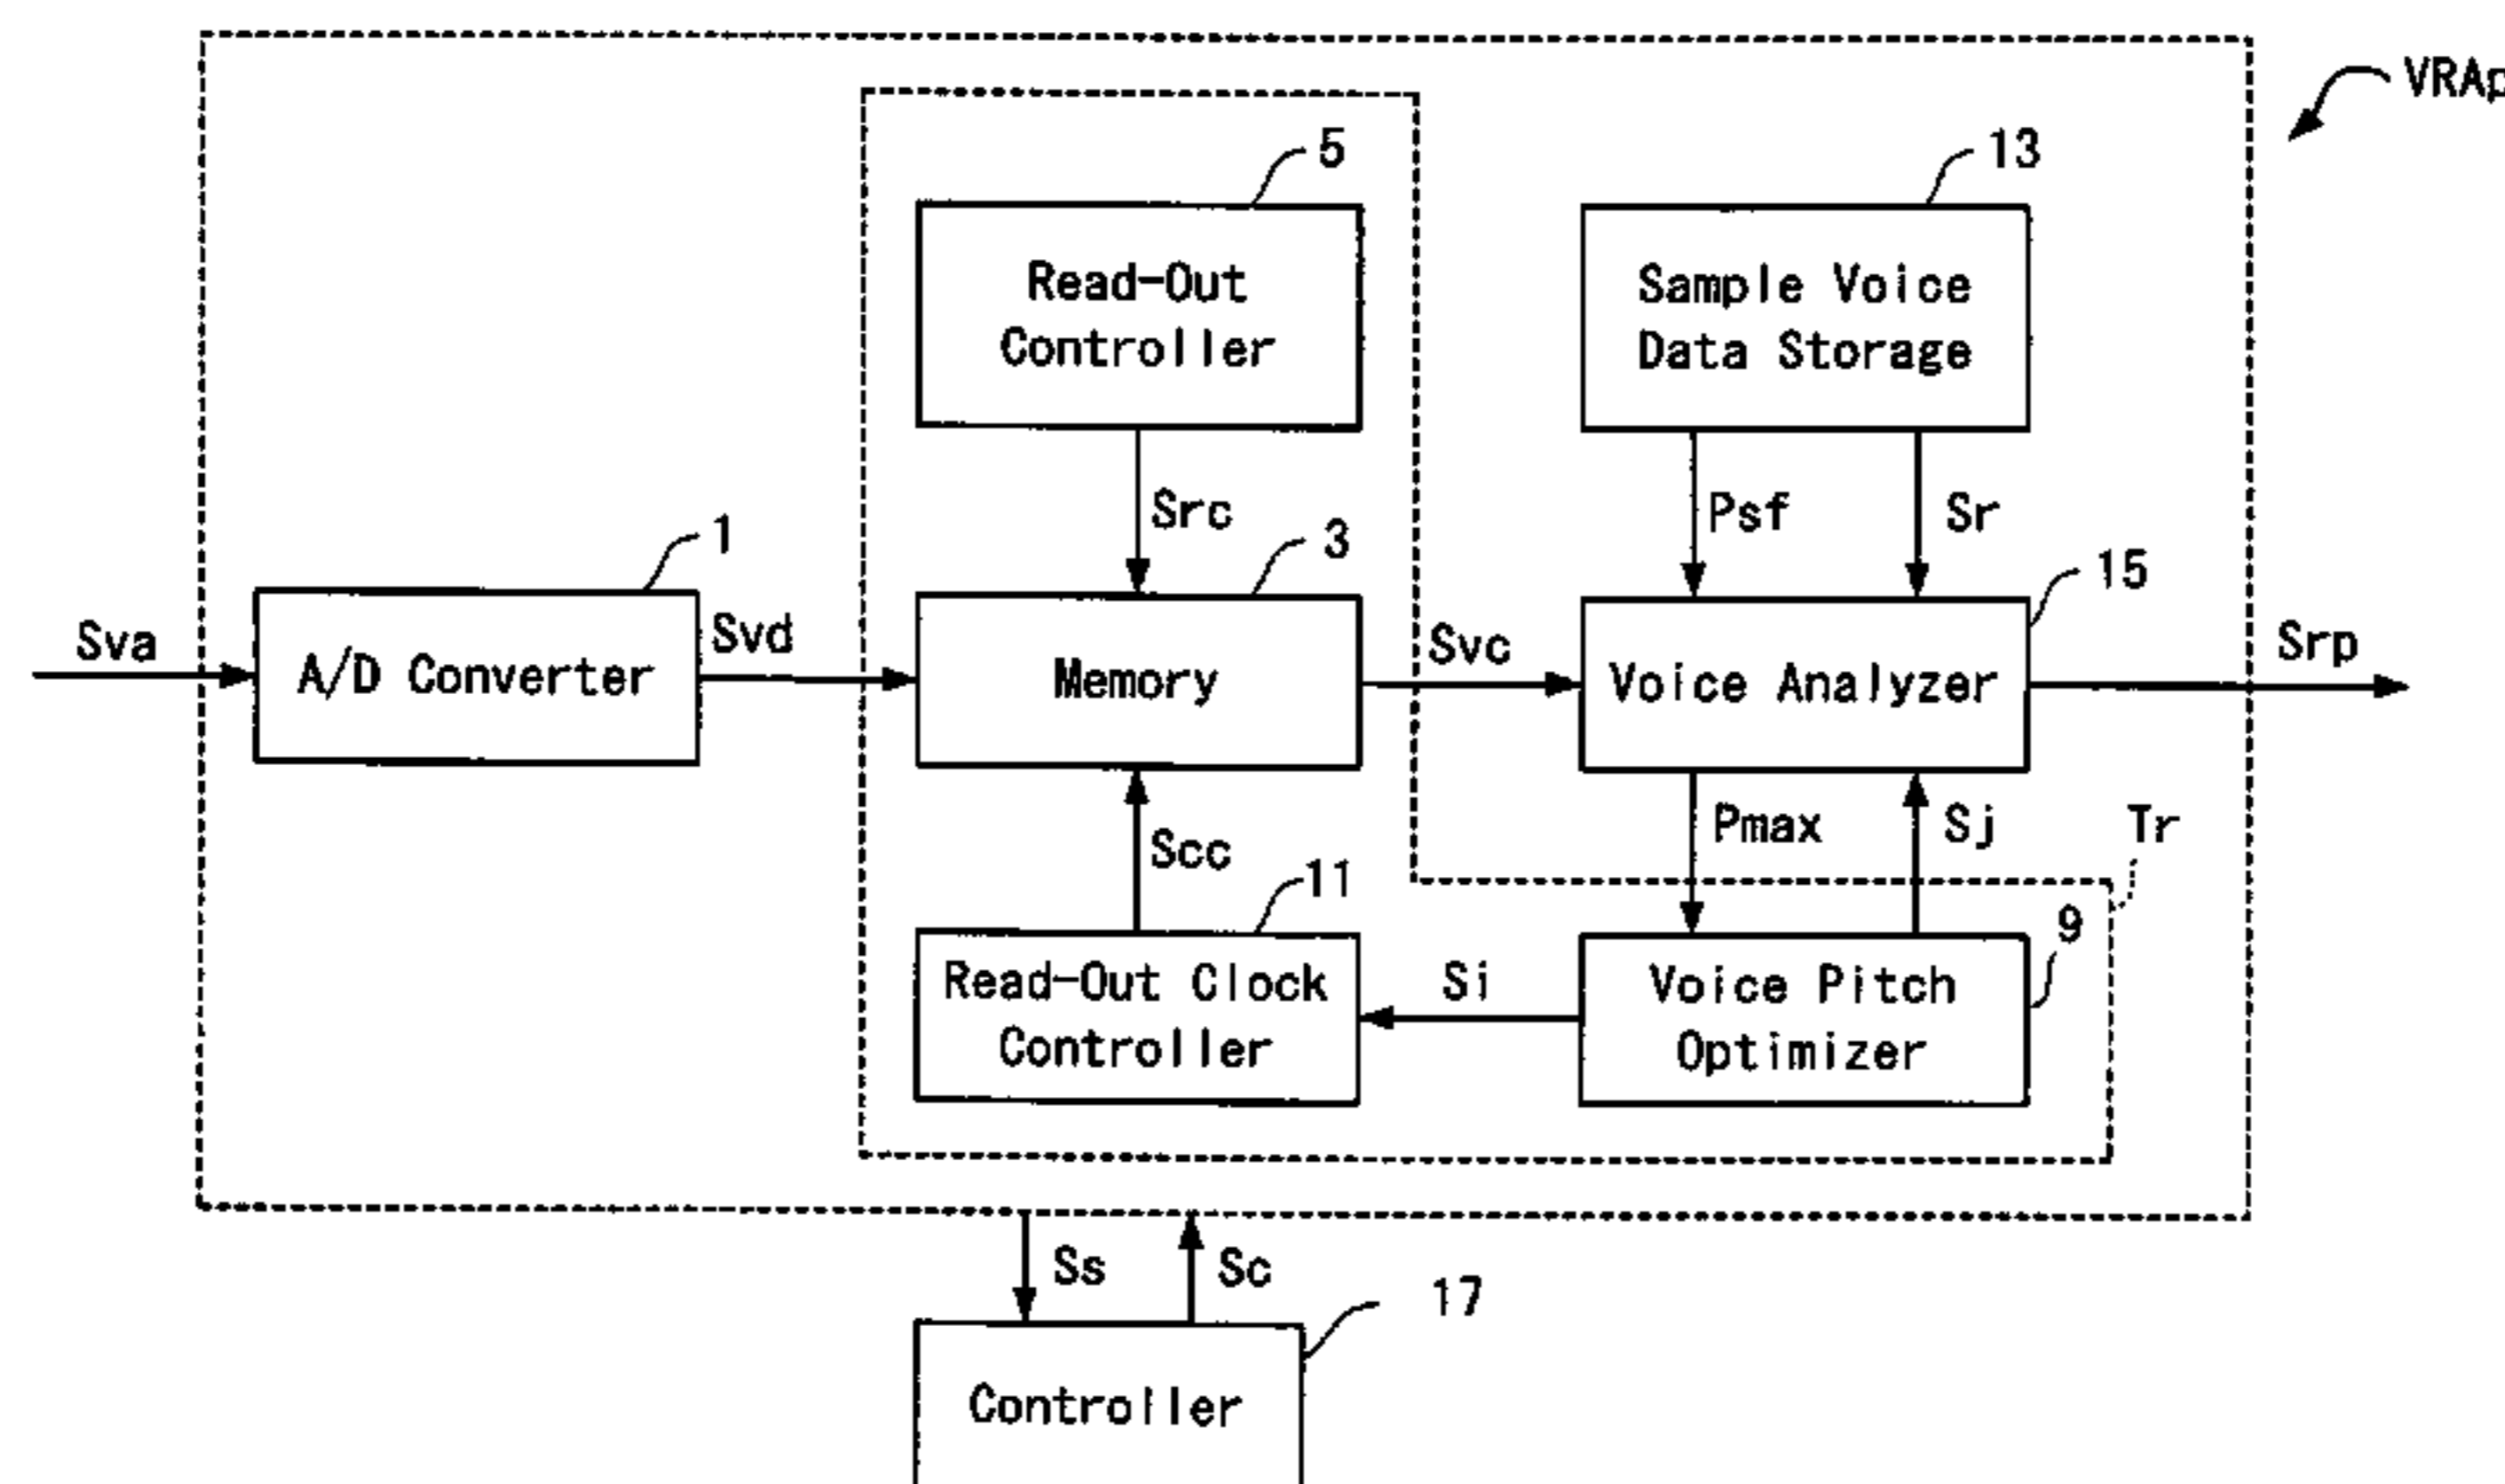 VRAp
5
13
Read-Out
Controller
Sample Voice
Data Storage
Src
Psf
Sr
1
3
15
Sva
A/D Converter
Svd
Memory
Svc
Voice Analyzer
Srp
Scc
Pmax
Sj
Tr
11
9
Read-Out Clock
Controller
Si
Voice Pitch
Optimizer
Ss
Sc
17
Controller